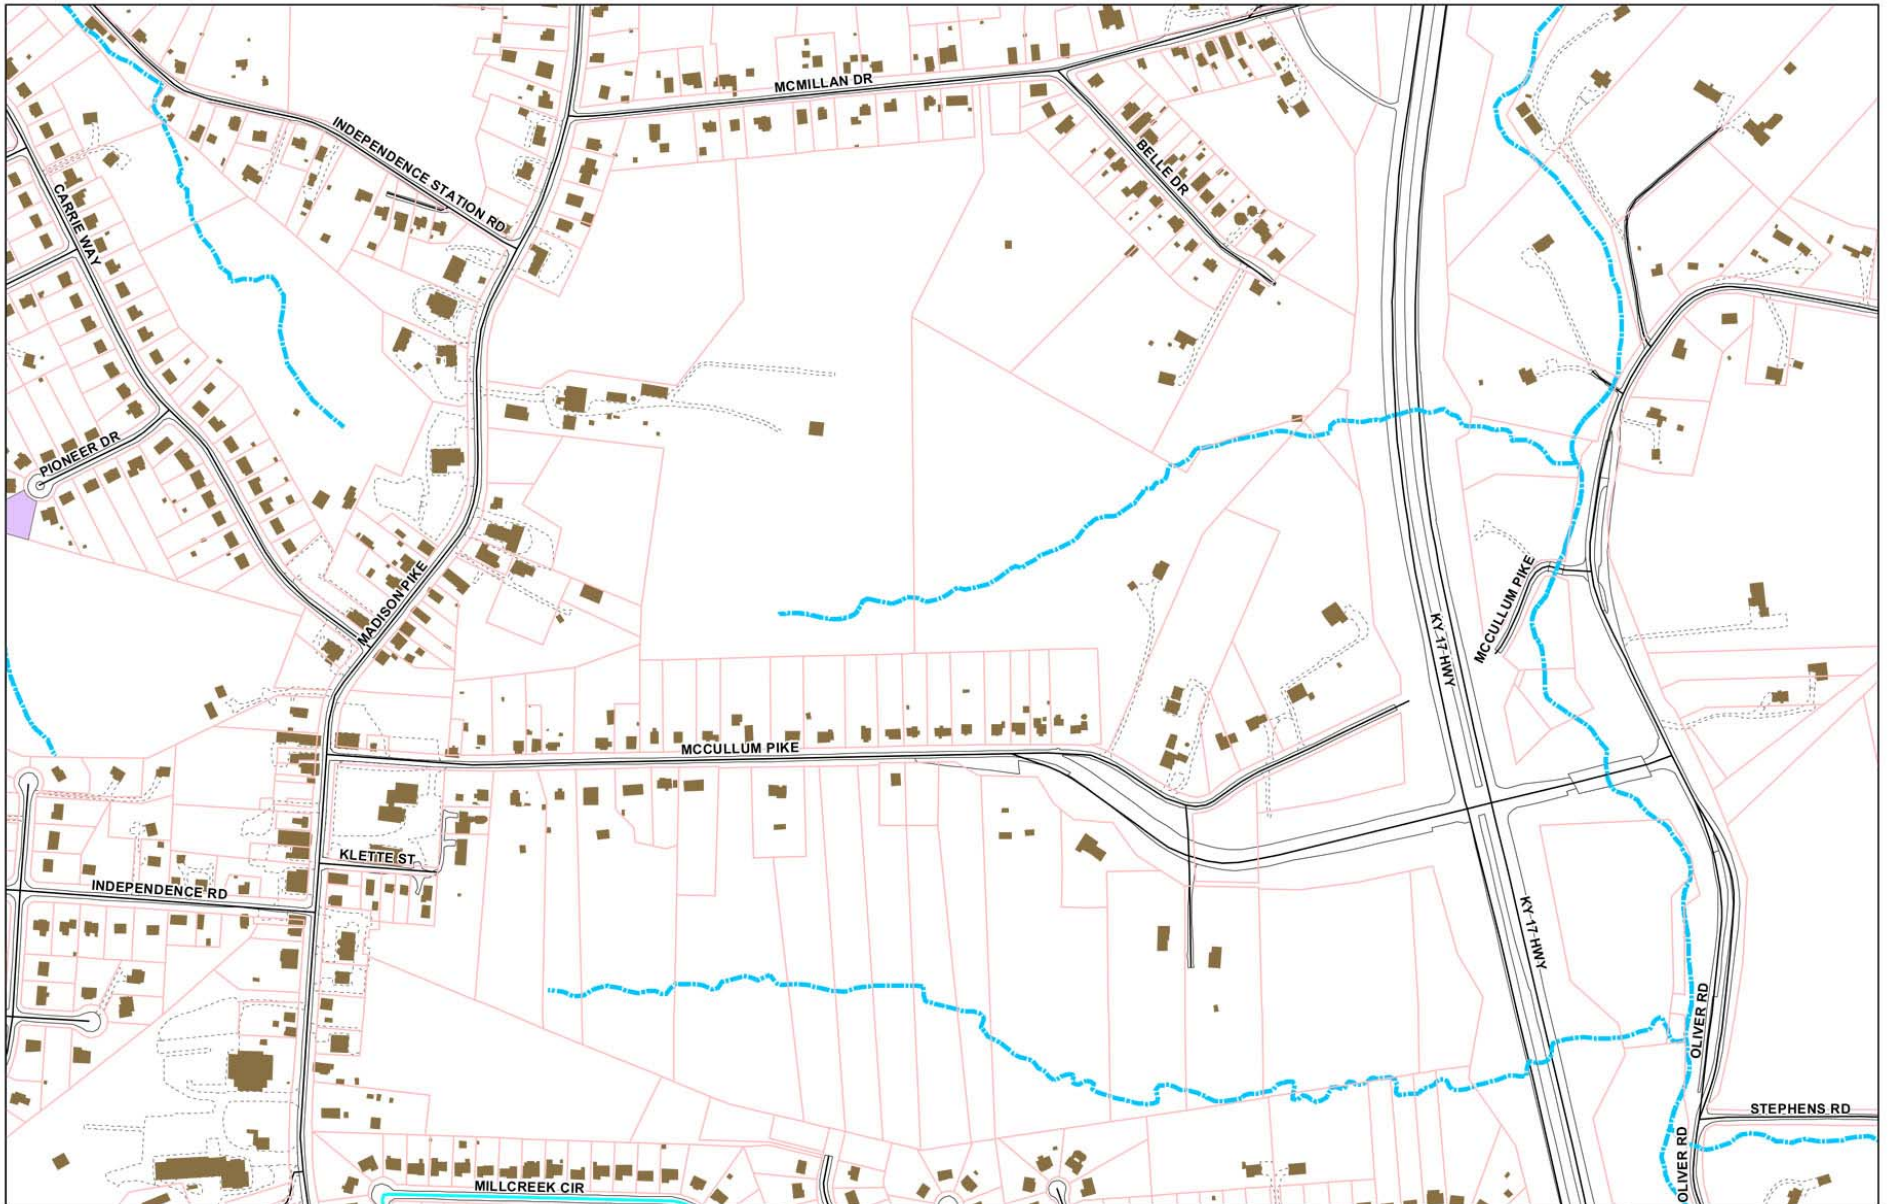 MCMILLAN DR
INDEPENDENCE STATION RD
BELLE DR
CARRIE WAY
PIONEER DR
MADISON PIKE
MCCULLUM PIKE
KY 17 HWY
MCCULLUM PIKE
KLETTE ST
INDEPENDENCE RD
KY 17 HWY
OLIVER RD
STEPHENS RD
OLIVER RD
MILLCREEK CIR